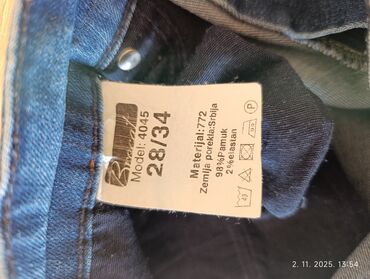 Model: 4045
28/34
Materijal:772
Zemlja porekla:Srbija
98%Pamuk
2%elastan
P
2. 11. 2025. 13:54